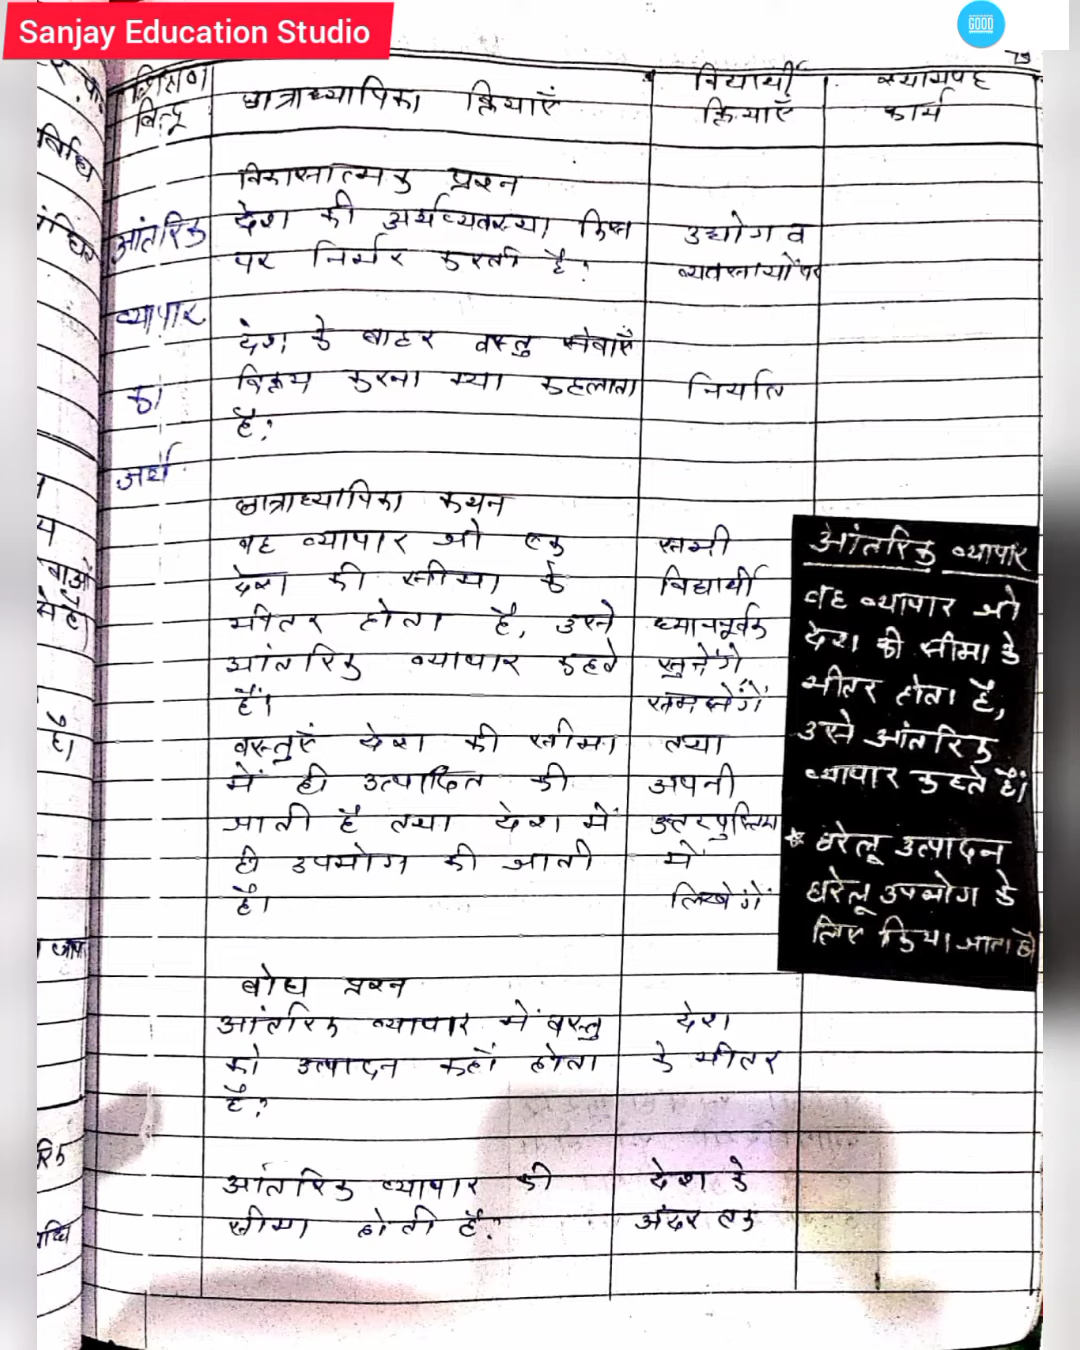 Sanjay Education Studio
GOOD
शिक्षण
बिन्दू
छात्राध्यापिका क्रियाएँ
विद्यार्थी
क्रियाएँ
श्यामपट्ट
कार्य
विकासात्मक प्रश्न
देश की अर्थव्यवस्था किस
पर निर्भर करती है?
उद्योग व
व्यवसायों पर
आंतरिक
व्यापार
का
अर्थ
देश के बाहर वस्तु सेवाएँ
विक्रय करना क्या कहलाता
है?
निर्यात
छात्राध्यापिका कथन
वह व्यापार जो एक
देश की सीमा के
भीतर होता है, उसे
आंतरिक व्यापार कहते
हैं।
वस्तुएं देश की सीमा
में ही उत्पादित की
जाती है तथा देश में
ही उपभोग की जाती
है।
सभी
विद्यार्थी
ध्यानपूर्वक
सुनेंगे
समझेंगें
तथा
अपनी
उत्तरपुस्तिका
में
लिखेंगें
आंतरिक व्यापार
वह व्यापार जो
देश की सीमा के
भीतर होता है,
उसे आंतरिक
व्यापार कहते हैं।
* घरेलू उत्पादन
घरेलू उपभोग के
लिए किया जाता है
बोध प्रश्न
आंतरिक व्यापार में वस्तु
को उत्पादन कहाँ होता
है?
देश
के भीतर
आंतरिक व्यापार की
सीमा होती है?
देश के
अंदर तक